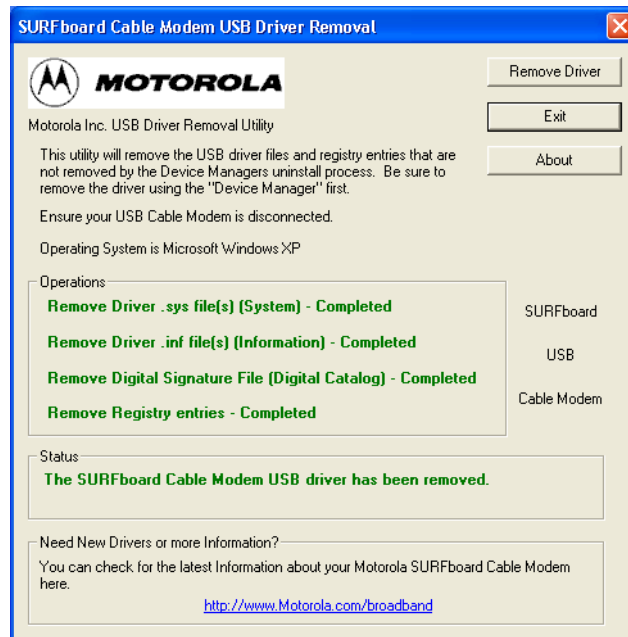 SURFboard Cable Modem USB Driver Removal
MOTOROLA
Remove Driver
Exit
About
Motorola Inc. USB Driver Removal Utility
This utility will remove the USB driver files and registry entries that are
not removed by the Device Managers uninstall process. Be sure to
remove the driver using the "Device Manager" first.
Ensure your USB Cable Modem is disconnected.
Operating System is Microsoft Windows XP
Operations
Remove Driver .sys file(s) (System) - Completed
Remove Driver .inf file(s) (Information) - Completed
Remove Digital Signature File (Digital Catalog) - Completed
Remove Registry entries - Completed
SURFboard
USB
Cable Modem
Status
The SURFboard Cable Modem USB driver has been removed.
Need New Drivers or more Information?
You can check for the latest Information about your Motorola SURFboard Cable Modem
here.
http://www.Motorola.com/broadband